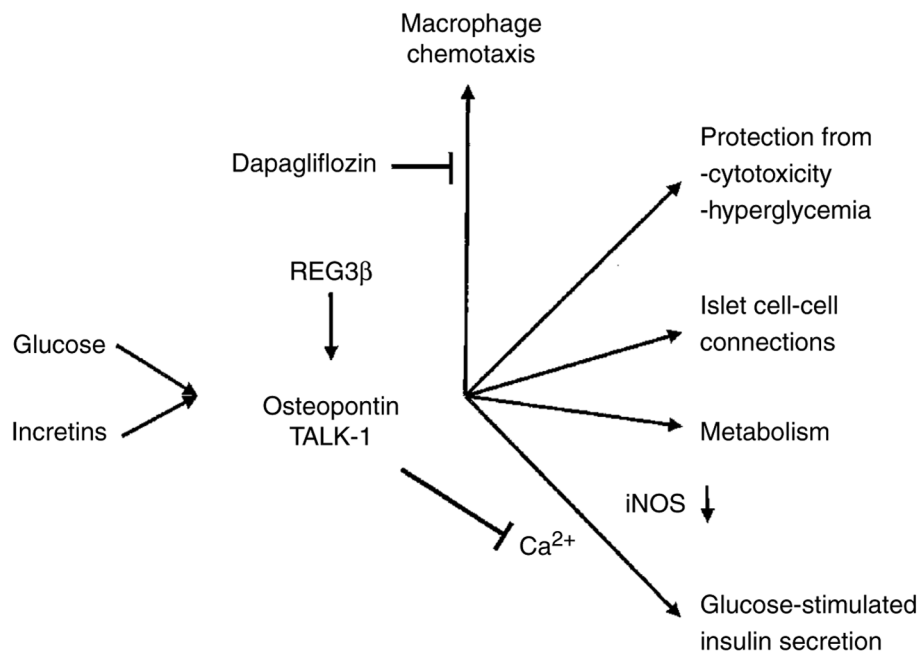 Macrophage
chemotaxis
Dapagliflozin
Protection from
-cytotoxicity
-hyperglycemia
REG3β
Glucose
Islet cell-cell
connections
Incretins
Osteopontin
TALK-1
Metabolism
iNOS
Ca²⁺
Glucose-stimulated
insulin secretion